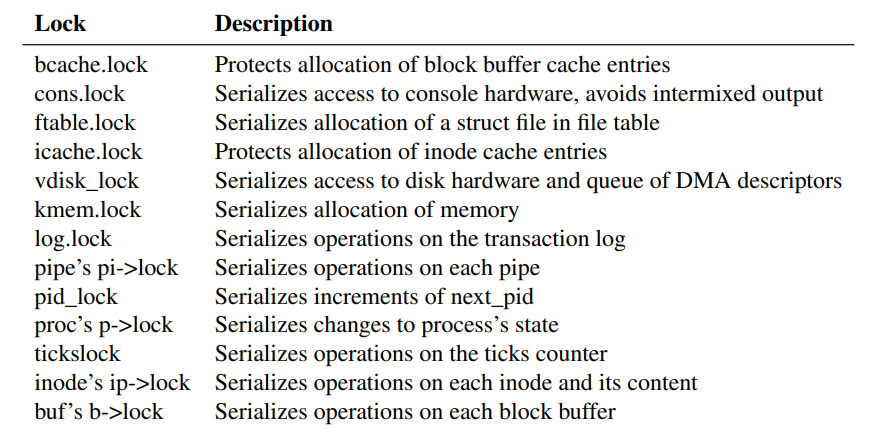 Lock Description
bcache.lock Protects allocation of block buffer cache entries
cons.lock Serializes access to console hardware, avoids intermixed output
ftable.lock Serializes allocation of a struct file in file table
icache.lock Protects allocation of inode cache entries
vdisk_lock Serializes access to disk hardware and queue of DMA descriptors
kmem.lock Serializes allocation of memory
log.lock Serializes operations on the transaction log
pipe’s pi->lock Serializes operations on each pipe
pid_lock Serializes increments of next_pid
proc’s p->lock Serializes changes to process’s state
tickslock Serializes operations on the ticks counter
inode’s ip->lock Serializes operations on each inode and its content
buf’s b->lock Serializes operations on each block buffer